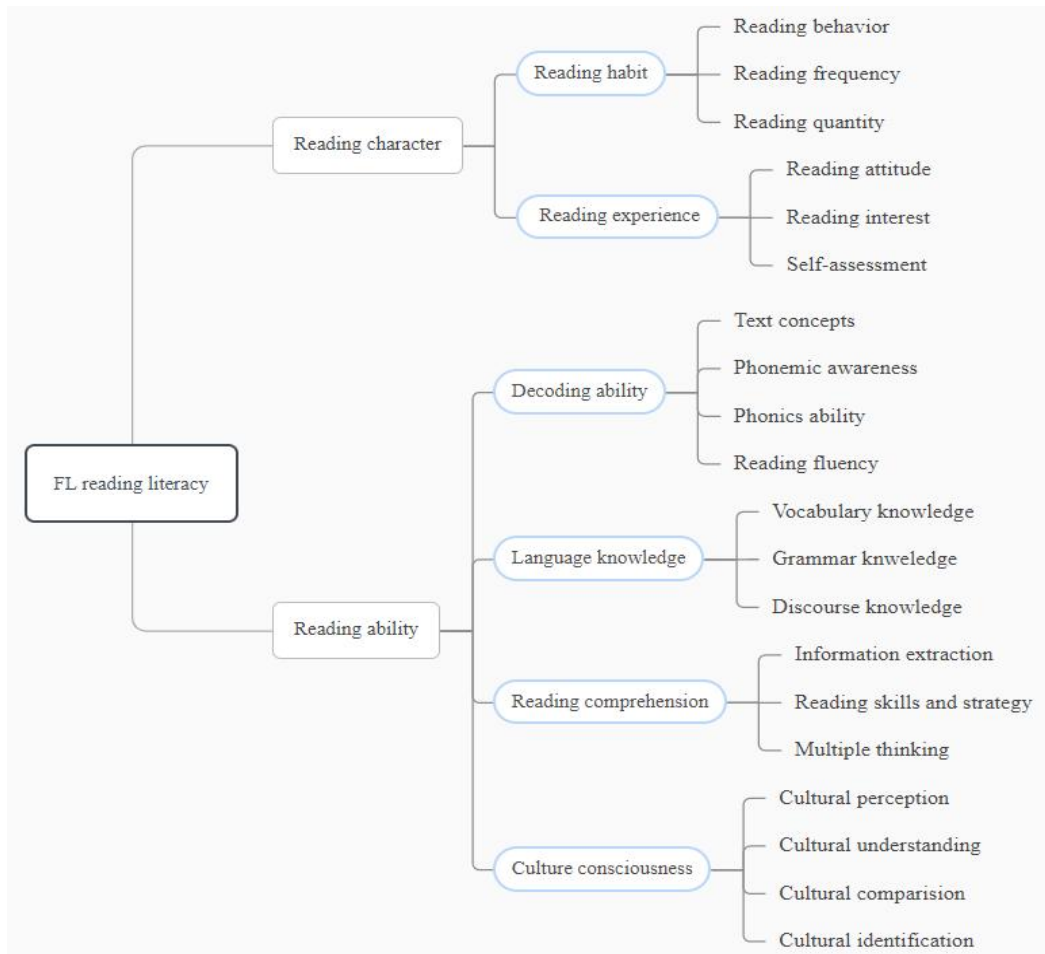 Reading behavior
Reading habit
Reading frequency
Reading quantity
Reading character
Reading attitude
Reading experience
Reading interest
Self-assessment
Text concepts
Phonemic awareness
Decoding ability
Phonics ability
Reading fluency
FL reading literacy
Vocabulary knowledge
Language knowledge
Grammar knweledge
Discourse knowledge
Reading ability
Information extraction
Reading comprehension
Reading skills and strategy
Multiple thinking
Cultural perception
Cultural understanding
Culture consciousness
Cultural comparision
Cultural identification